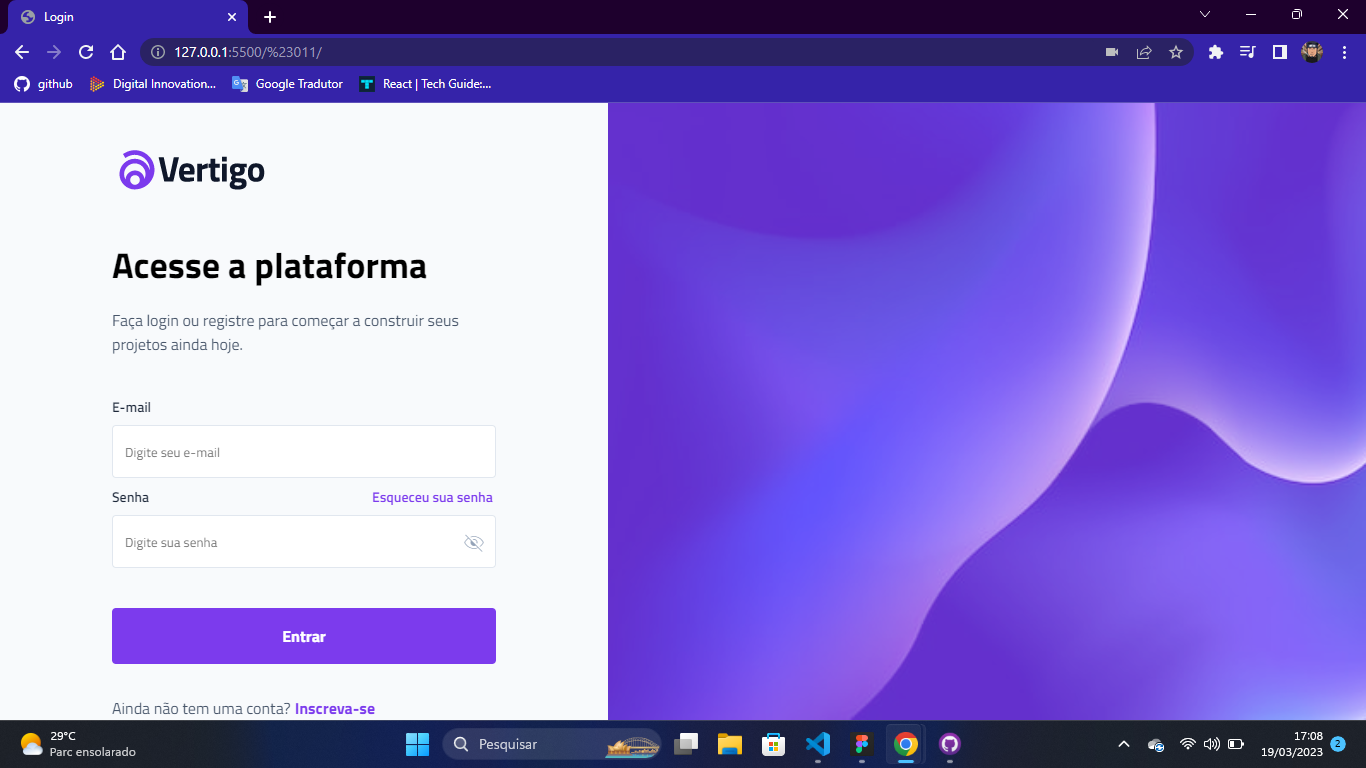 Login
127.0.0.1:5500/%23011/
github
Digital Innovation...
Google Tradutor
React | Tech Guide:...
Vertigo
Acesse a plataforma
Faça login ou registre para começar a construir seus
projetos ainda hoje.
E-mail
Digite seu e-mail
Senha Esqueceu sua senha
Digite sua senha
Entrar
Ainda não tem uma conta? Inscreva-se
29°C
Parc ensolarado
Pesquisar
17:08
19/03/2023
2